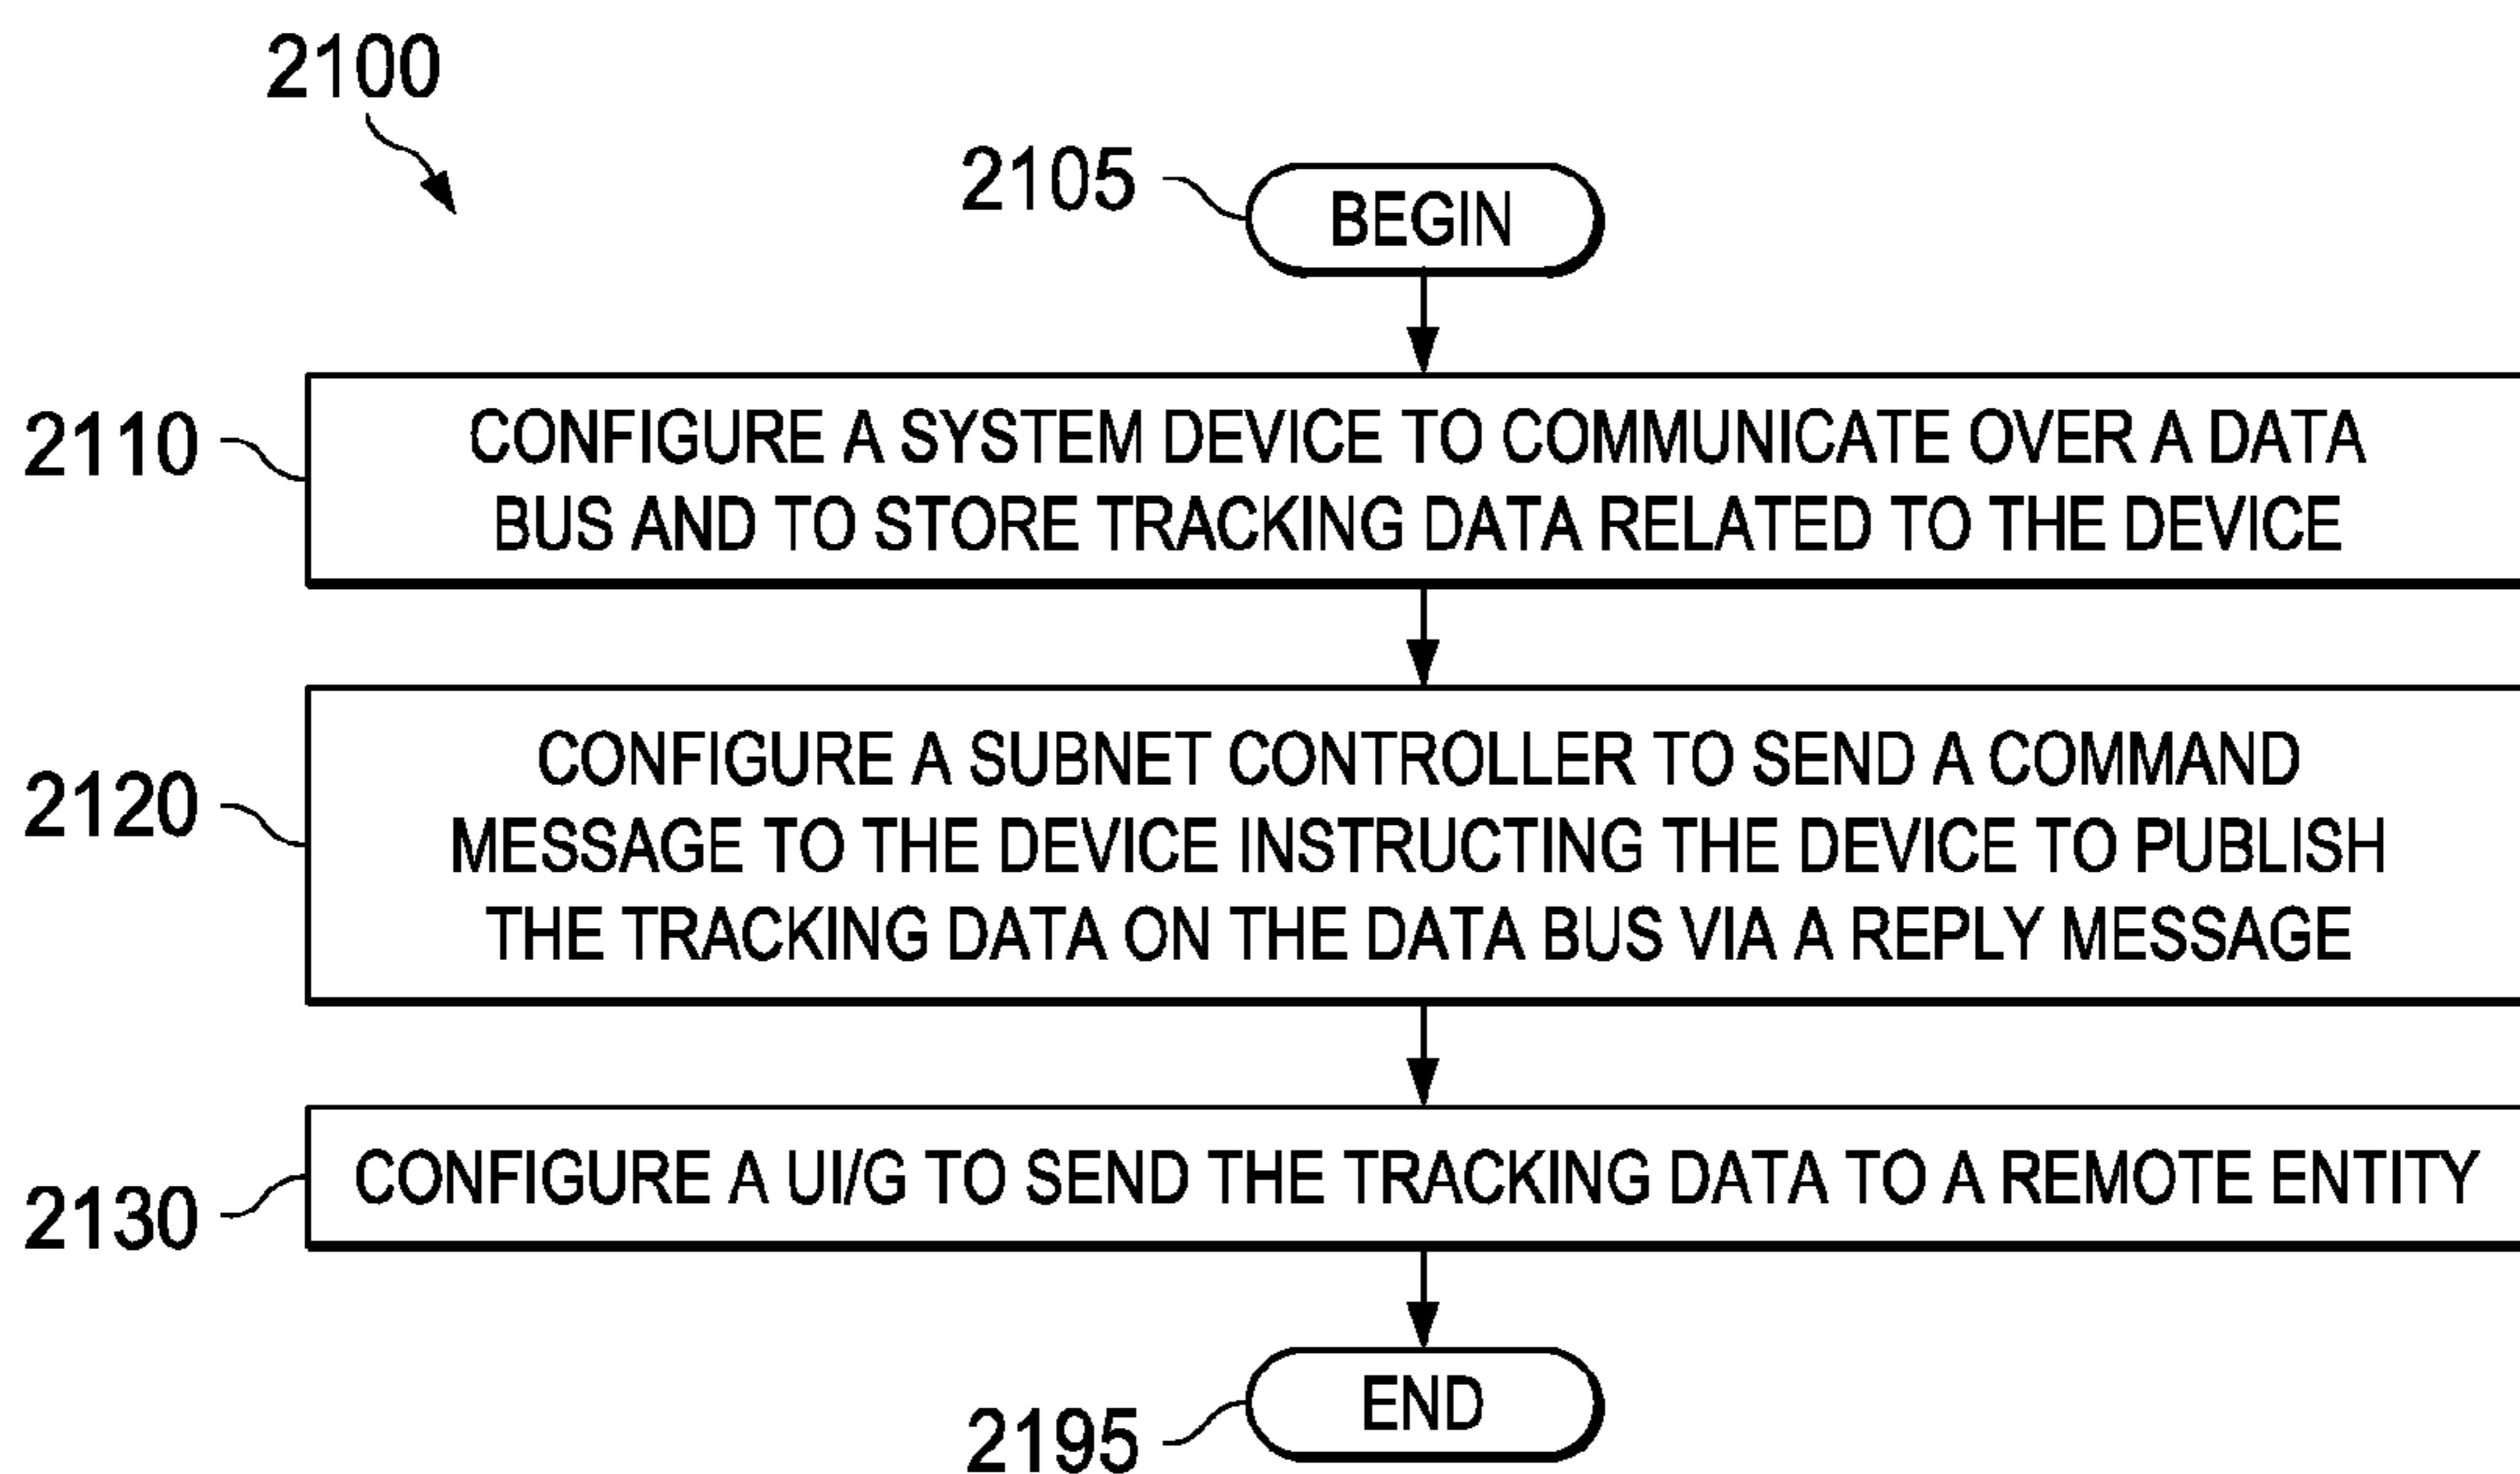 2100
2105
BEGIN
2110
CONFIGURE A SYSTEM DEVICE TO COMMUNICATE OVER A DATA
BUS AND TO STORE TRACKING DATA RELATED TO THE DEVICE
2120
CONFIGURE A SUBNET CONTROLLER TO SEND A COMMAND
MESSAGE TO THE DEVICE INSTRUCTING THE DEVICE TO PUBLISH
THE TRACKING DATA ON THE DATA BUS VIA A REPLY MESSAGE
2130
CONFIGURE A UI/G TO SEND THE TRACKING DATA TO A REMOTE ENTITY
END
2195